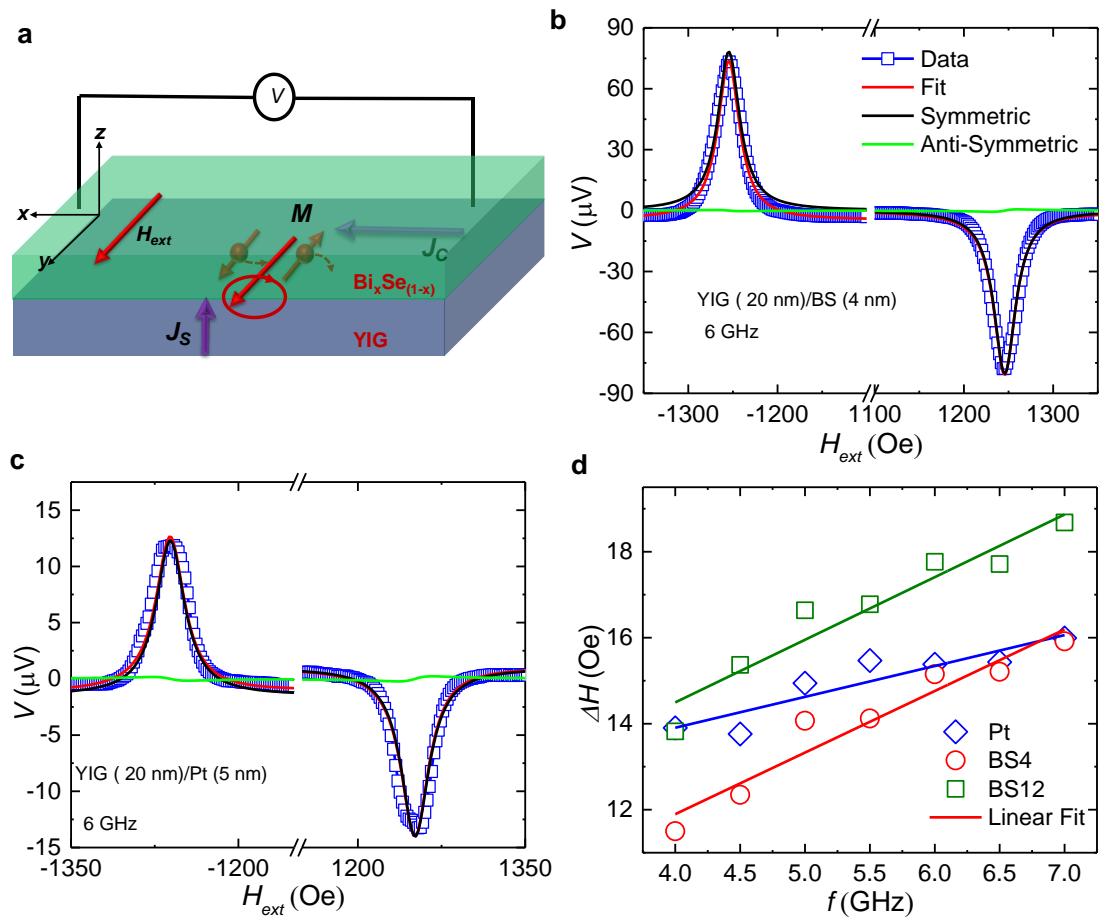 a
V
z
x
y
H_ext
M
J_C
Bi_xSe_(1-x)
J_S
YIG
b
90
60
30
0
-30
-60
-90
V (µV)
Data
Fit
Symmetric
Anti-Symmetric
YIG ( 20 nm)/BS (4 nm)
6 GHz
-1300 -1200 1100 1100 1200 1300
H_ext (Oe)
c
15
10
5
0
-5
-10
-15
V (µV)
YIG ( 20 nm)/Pt (5 nm)
6 GHz
-1350 -1200 1200 1350
H_ext (Oe)
d
18
16
14
12
ΔH (Oe)
Pt
BS4
BS12
Linear Fit
4.0 4.5 5.0 5.5 6.0 6.5 7.0
f (GHz)